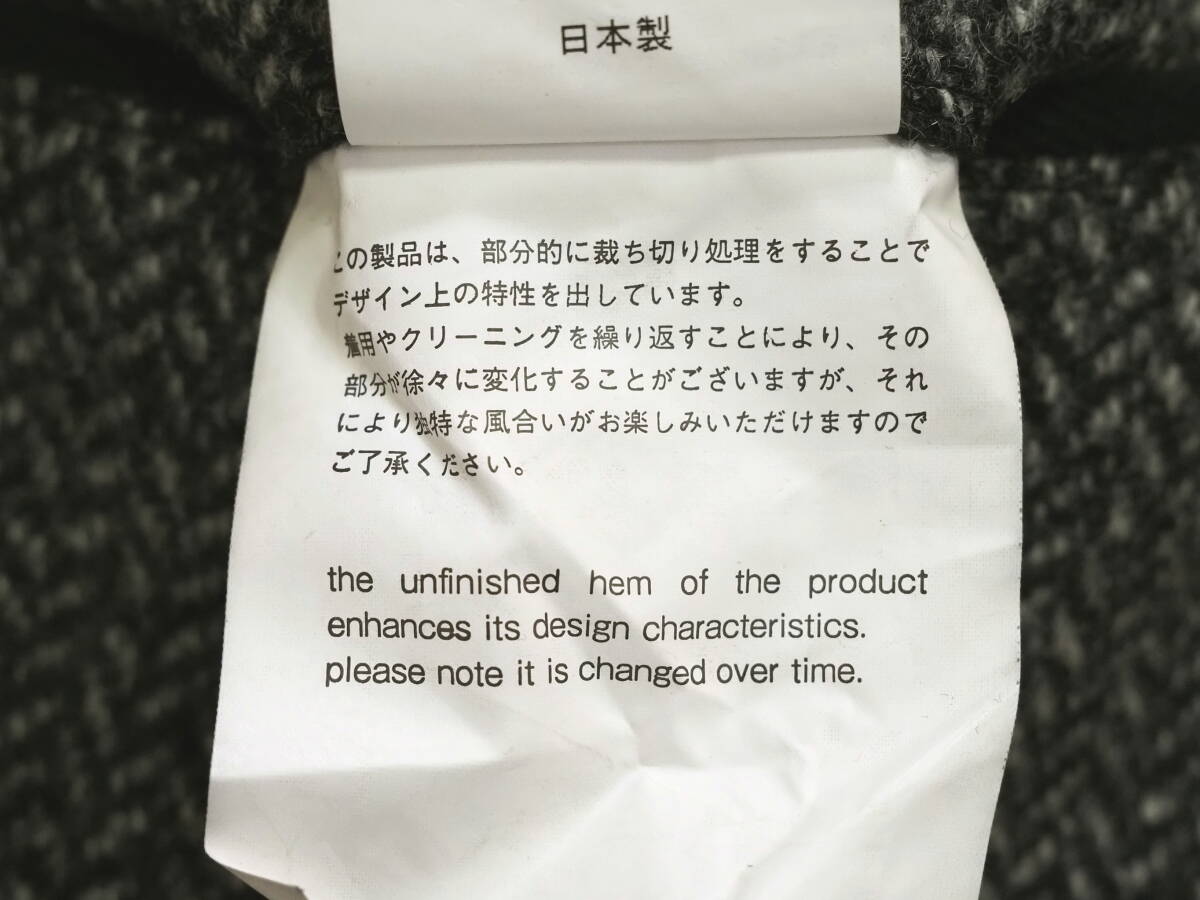 日本製
この製品は、部分的に裁ち切り処理をすることで
デザイン上の特性を出しています。
着用やクリーニングを繰り返すことにより、その
部分が徐々に変化することがございますが、それ
により独特な風合いがお楽しみいただけますので
ご了承ください。
the unfinished hem of the product
enhances its design characteristics.
please note it is changed over time.